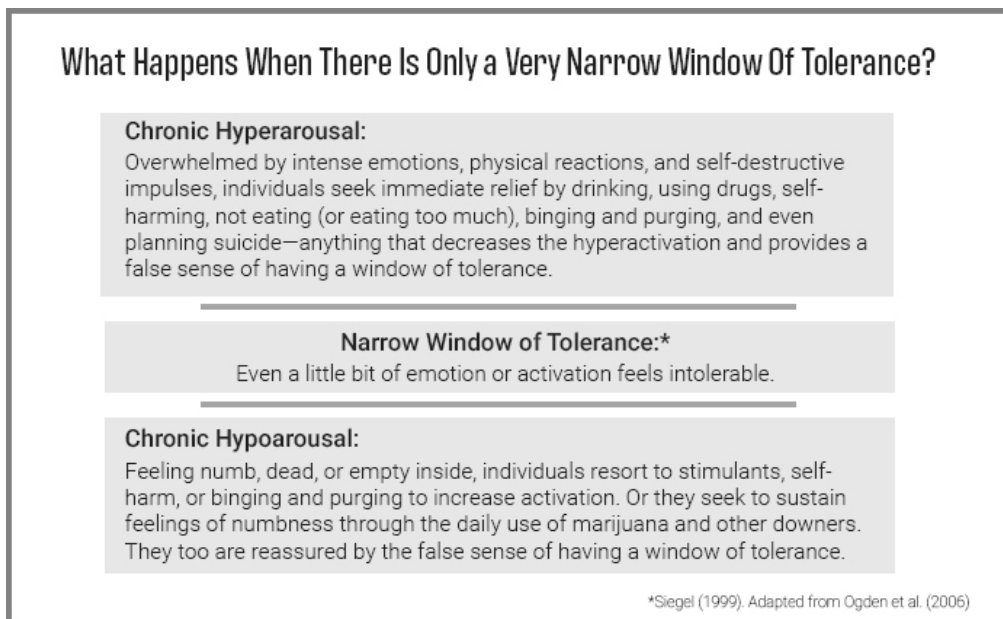 What Happens When There Is Only a Very Narrow Window Of Tolerance?
Chronic Hyperarousal:
Overwhelmed by intense emotions, physical reactions, and self-destructive
impulses, individuals seek immediate relief by drinking, using drugs, self-
harming, not eating (or eating too much), binging and purging, and even
planning suicide—anything that decreases the hyperactivation and provides a
false sense of having a window of tolerance.
Narrow Window of Tolerance:*
Even a little bit of emotion or activation feels intolerable.
Chronic Hypoarousal:
Feeling numb, dead, or empty inside, individuals resort to stimulants, self-
harm, or binging and purging to increase activation. Or they seek to sustain
feelings of numbness through the daily use of marijuana and other downers.
They too are reassured by the false sense of having a window of tolerance.
*Siegel (1999). Adapted from Ogden et al. (2006)